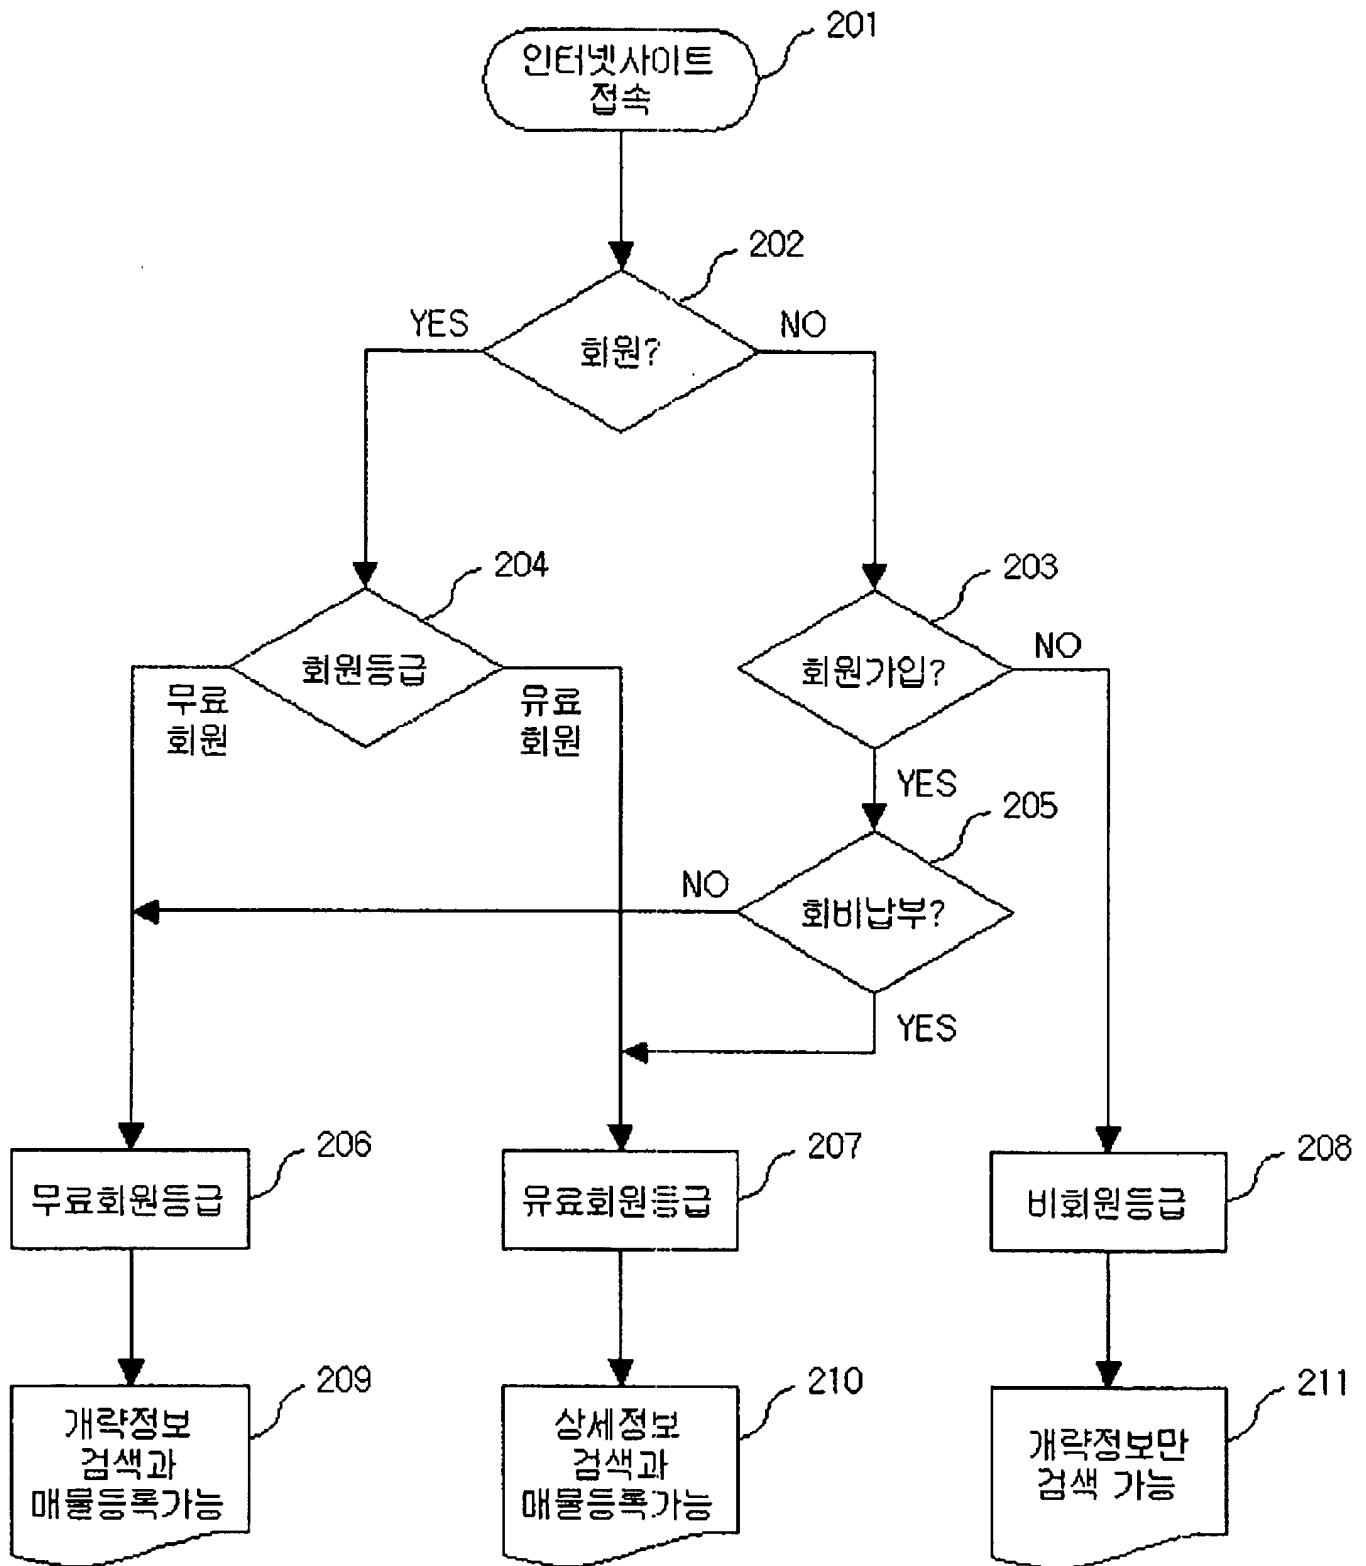 201
인터넷사이트
접속
202
YES
NO
회원?
204
203
회원등급
회원가입?
NO
무료
회원
유료
회원
YES
205
NO
회비납부?
YES
206
207
208
무료회원등급
유료회원등급
비회원등급
209
210
211
개략정보
검색과
매물등록가능
상세정보
검색과
매물등록가능
개략정보만
검색 가능